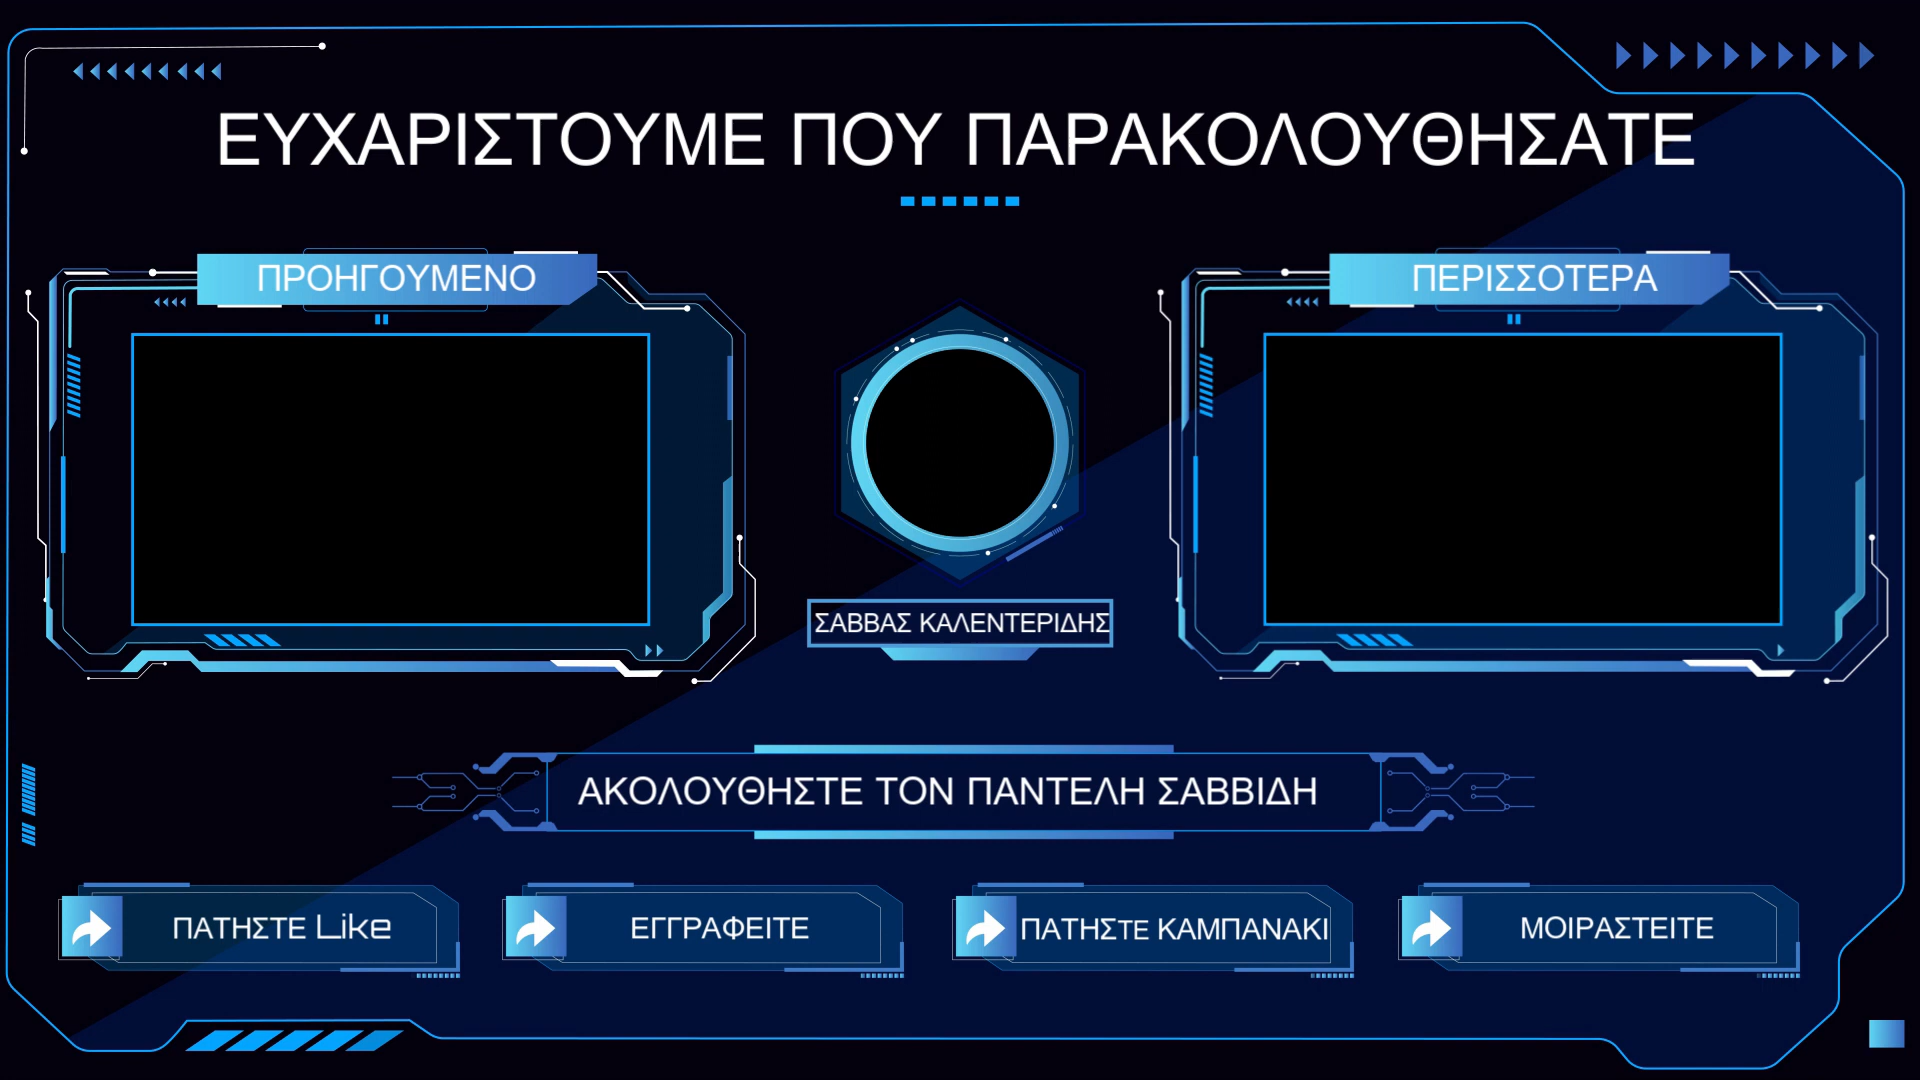 ΕΥΧΑΡΙΣΤΟΥΜΕ ΠΟΥ ΠΑΡΑΚΟΛΟΥΘΗΣΑΤΕ
ΠΡΟΗΓΟΥΜΕΝΟ
ΠΕΡΙΣΣΟΤΕΡΑ
ΣΑΒΒΑΣ ΚΑΛΕΝΤΕΡΙΔΗΣ
ΑΚΟΛΟΥΘΗΣΤΕ ΤΟΝ ΠΑΝΤΕΛΗ ΣΑΒΒΙΔΗ
ΠΑΤΗΣΤΕ Like
ΕΓΓΡΑΦΕΙΤΕ
ΠΑΤΗΣΤΕ ΚΑΜΠΑΝΑΚΙ
ΜΟΙΡΑΣΤΕΙΤΕ